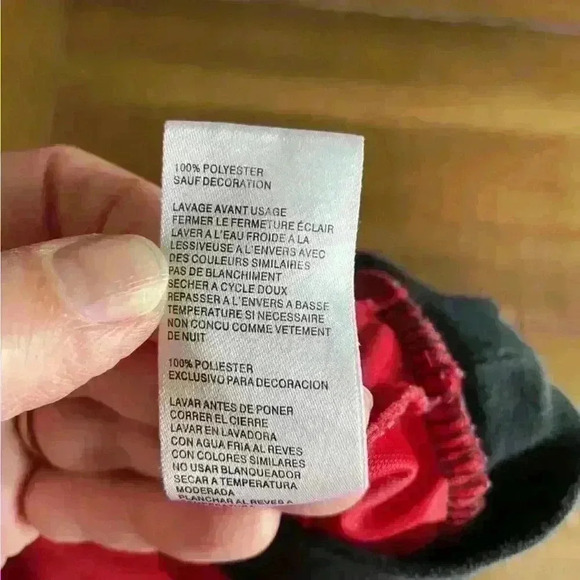 100% POLYESTER
SAUF DECORATION
LAVAGE AVANT USAGE
FERMER LE FERMETURE ÉCLAIR
LAVER A L'EAU FROIDE A LA
LESSIVEUSE A L'ENVERS AVEC
DES COULEURS SIMILAIRES
PAS DE BLANCHIMENT
SECHER A CYCLE DOUX
REPASSER A L'ENVERS A BASSE
TEMPERATURE SI NECESSAIRE
NON CONCU COMME VETEMENT
DE NUIT
100% POLIESTER
EXCLUSIVO PARA DECORACION
LAVAR ANTES DE PONER
CORRER EL CIERRE
LAVAR EN LAVADORA
CON AGUA FRIA AL REVES
CON COLORES SIMILARES
NO USAR BLANQUEADOR
SECAR A TEMPERATURA
MODERADA
PLANCHAR AL REVES A